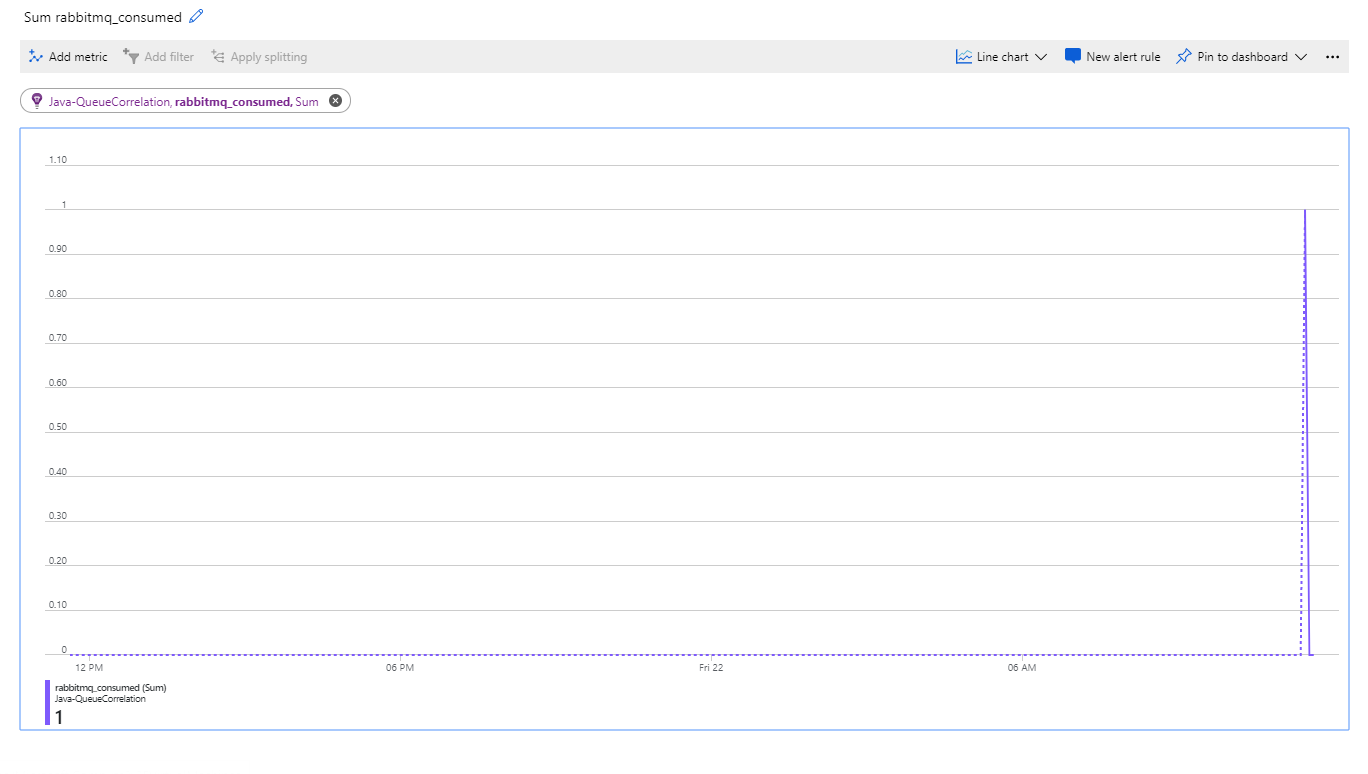 Sum rabbitmq_consumed
Add metric Add filter Apply splitting Line chart New alert rule Pin to dashboard
Java-QueueCorrelation, rabbitmq_consumed, Sum
1.10
1
0.90
0.80
0.70
0.60
0.50
0.40
0.30
0.20
0.10
0
12 PM 06 PM Fri 22 06 AM
rabbitmq_consumed (Sum)
Java-QueueCorrelation
1